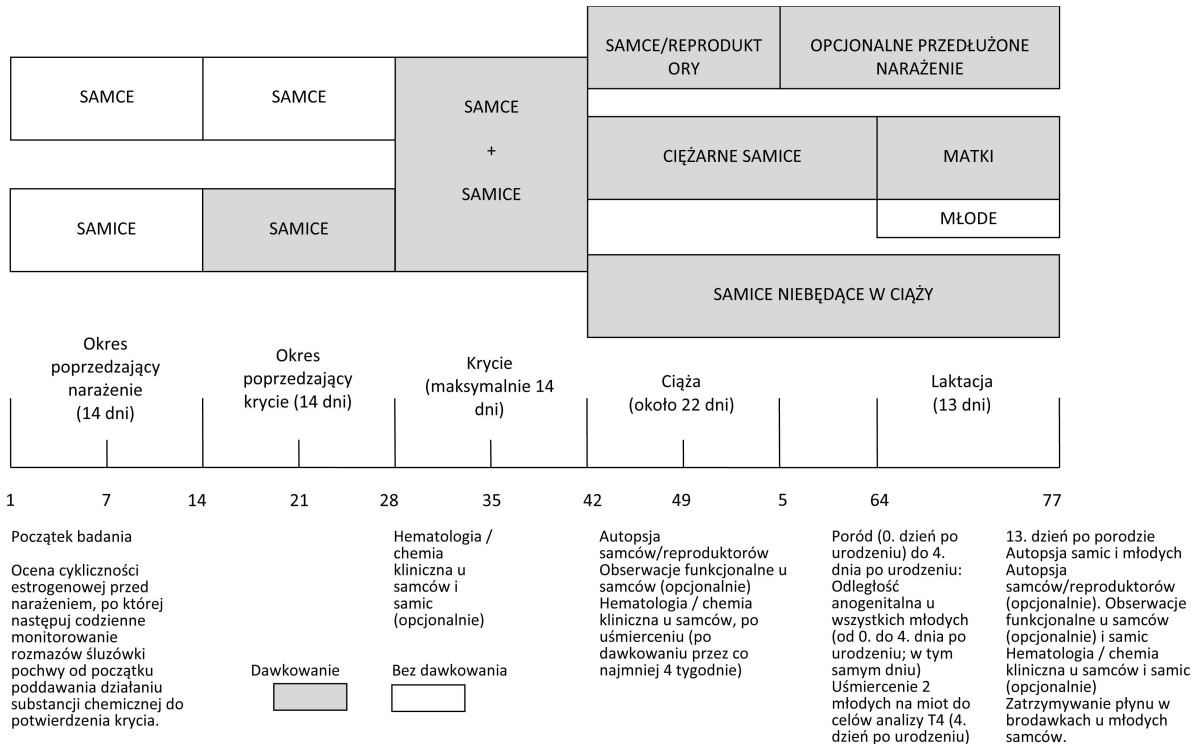 SAMCE/REPRODUKT
ORY
OPCJONALNE PRZEDŁUŻONE
NARAŻENIE
SAMCE
SAMCE
SAMCE
+
SAMICE
CIĘŻARNE SAMICE
MATKI
MŁODE
SAMICE
SAMICE
SAMICE NIEBĘDĄCE W CIĄŻY
Okres
poprzedzający
narażenie
(14 dni)
Okres
poprzedzający
krycie (14 dni)
Krycie
(maksymalnie 14
dni)
Ciąża
(około 22 dni)
Laktacja
(13 dni)
1 7 14 21 28 35 42 49 5 64 77
Początek badania
Ocena cykliczności
estrogenowej przed
narażeniem, po której
następuj codzienne
monitorowanie
rozmazów śluzówki
pochwy od początku
poddawania działaniu
substancji chemicznej do
potwierdzenia krycia.
Hematologia /
chemia
kliniczna u
samców i
samic
(opcjonalnie)
Dawkowanie
Bez dawkowania
Autopsja
samców/reproduktorów
Obserwacje funkcjonalne u
samców (opcjonalnie)
Hematologia / chemia
kliniczna u samców, po
uśmierceniu (po
dawkowaniu przez co
najmniej 4 tygodnie)
Poród (0. dzień po
urodzeniu) do 4.
dnia po urodzeniu:
Odległość
anogenitalna u
wszystkich młodych
(od 0. do 4. dnia po
urodzeniu; w tym
samym dniu)
Uśmiercenie 2
młodych na miot do
celów analizy T4 (4.
dzień po urodzeniu)
13. dzień po porodzie
Autopsja samic i młodych
Autopsja
samców/reproduktorów
(opcjonalnie). Obserwacje
funkcjonalne u samców
(opcjonalnie) i samic
Hematologia / chemia
kliniczna u samców i samic
(opcjonalnie)
Zatrzymywanie płynu w
brodawkach u młodych
samców.